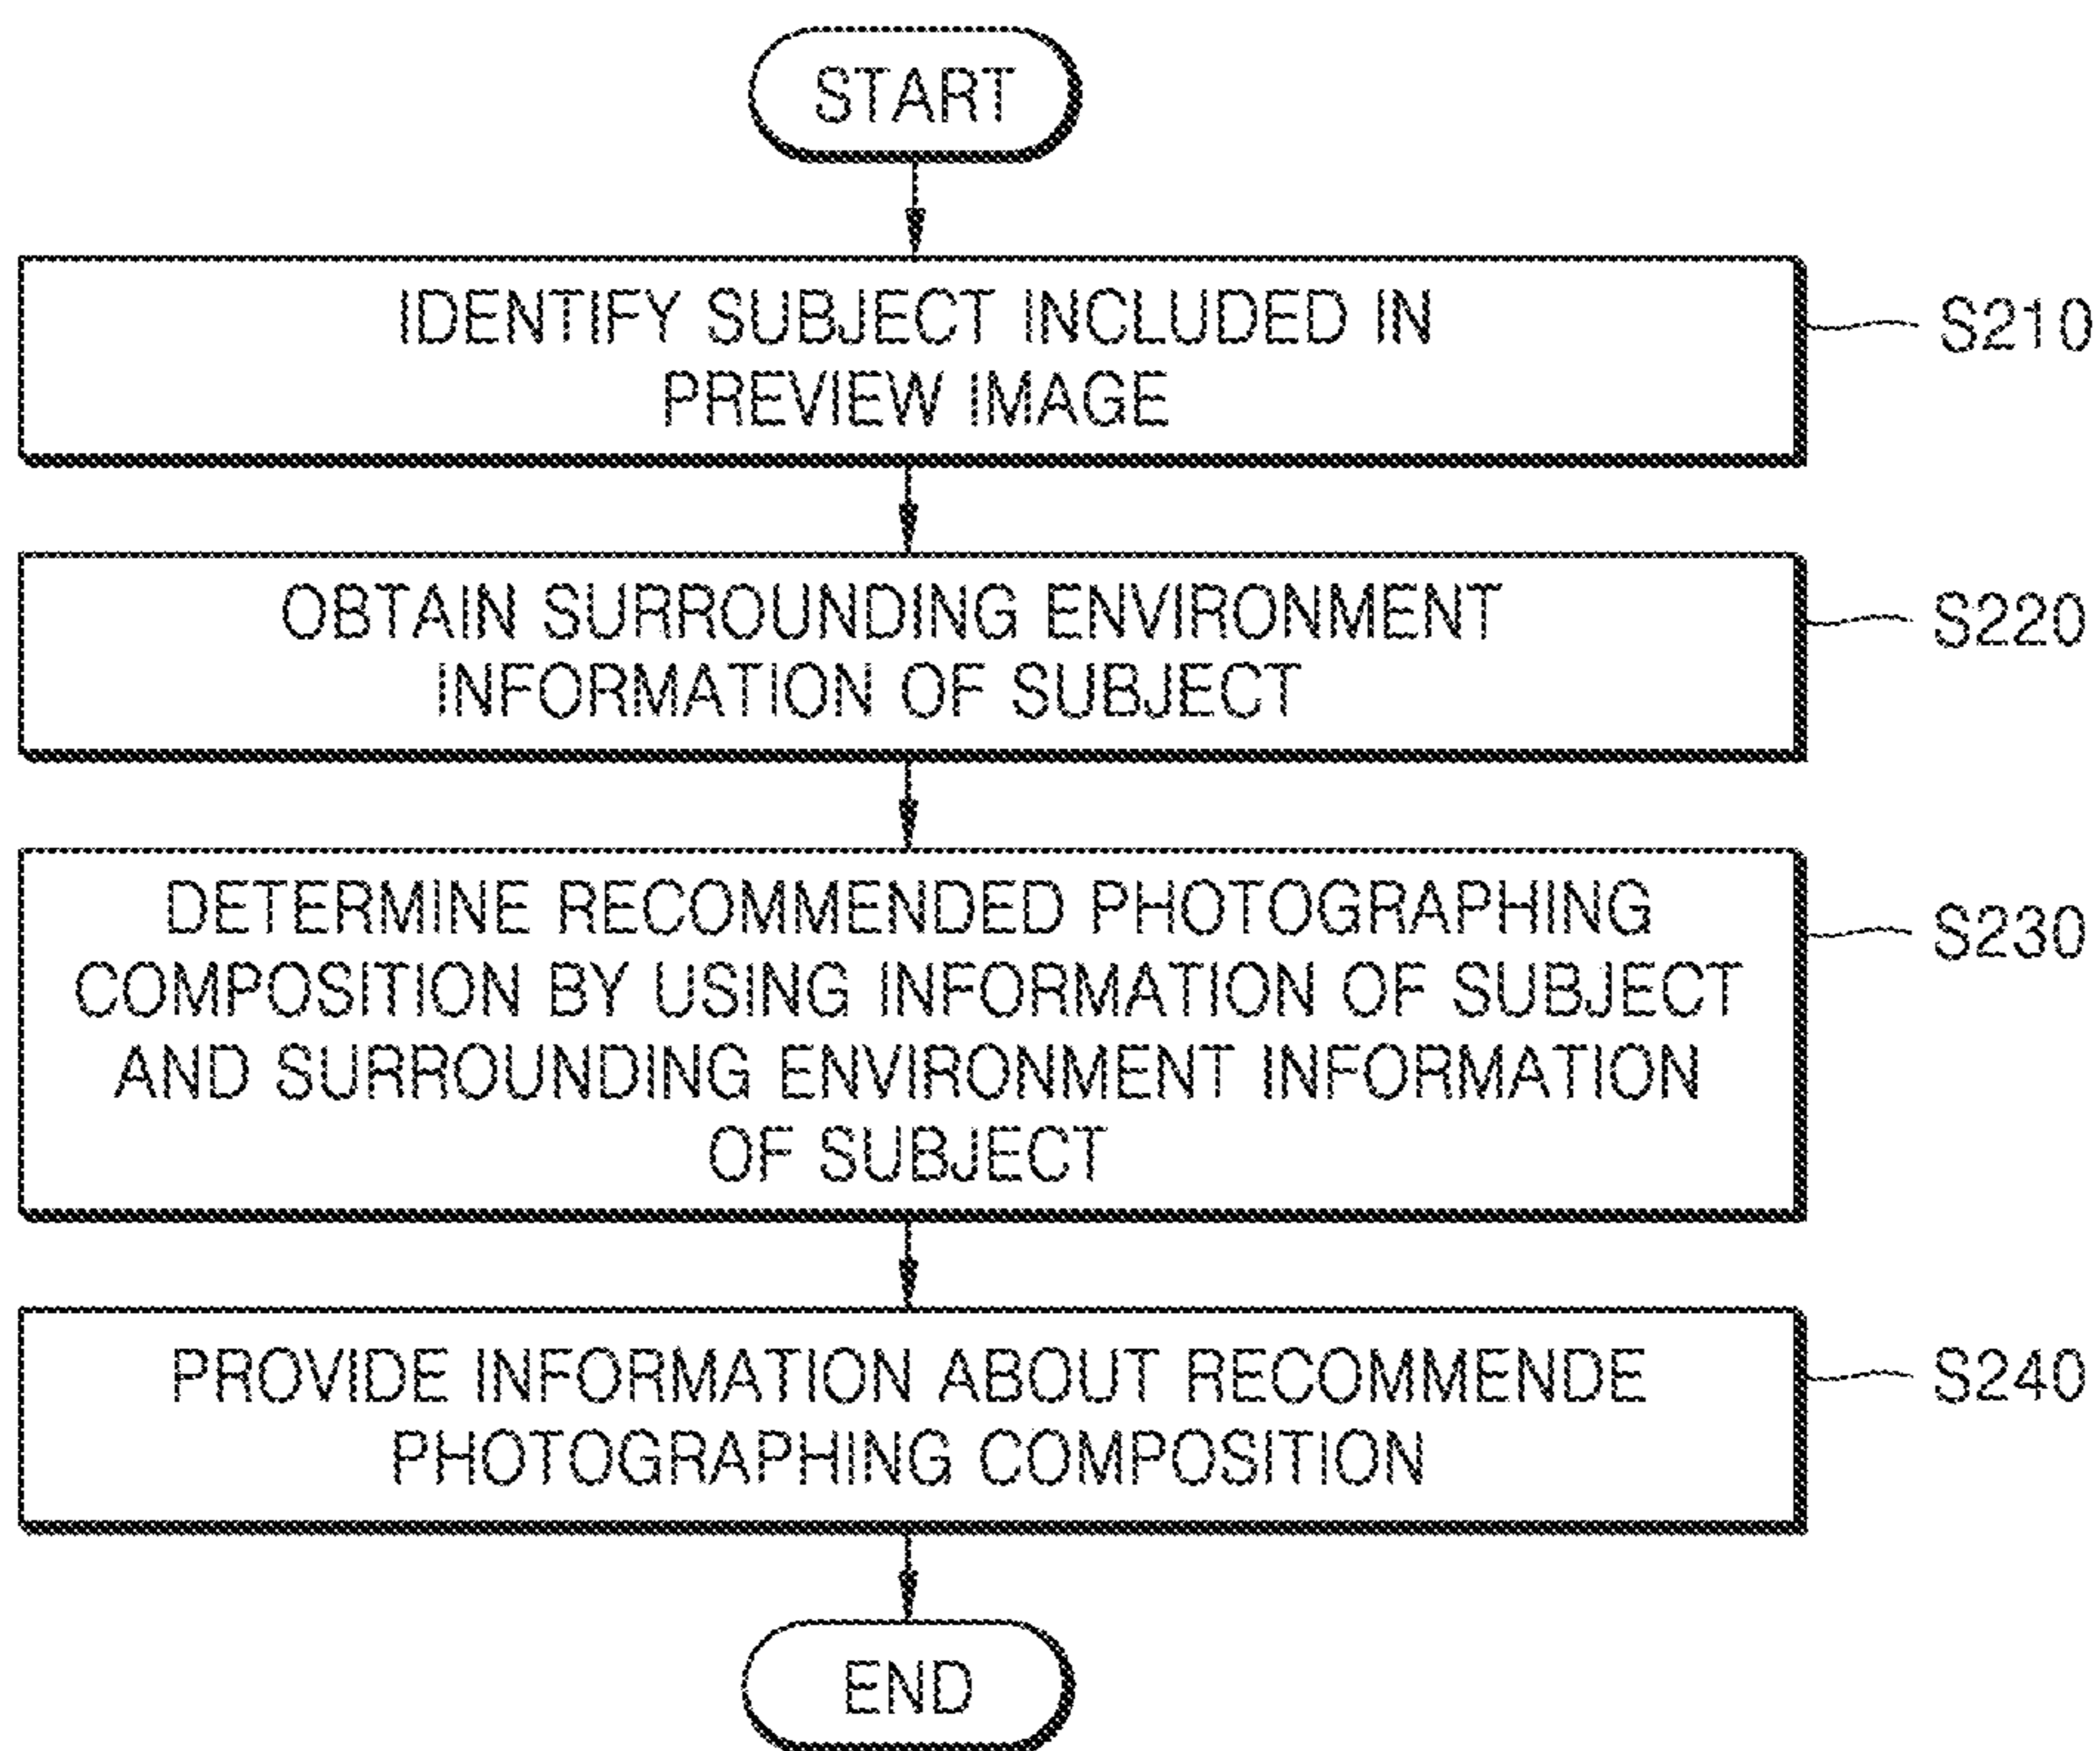 START
IDENTIFY SUBJECT INCLUDED IN
PREVIEW IMAGE
S210
OBTAIN SURROUNDING ENVIRONMENT
INFORMATION OF SUBJECT
S220
DETERMINE RECOMMENDED PHOTOGRAPHING
COMPOSITION BY USING INFORMATION OF SUBJECT
AND SURROUNDING ENVIRONMENT INFORMATION
OF SUBJECT
S230
PROVIDE INFORMATION ABOUT RECOMMENDE
PHOTOGRAPHING COMPOSITION
S240
END